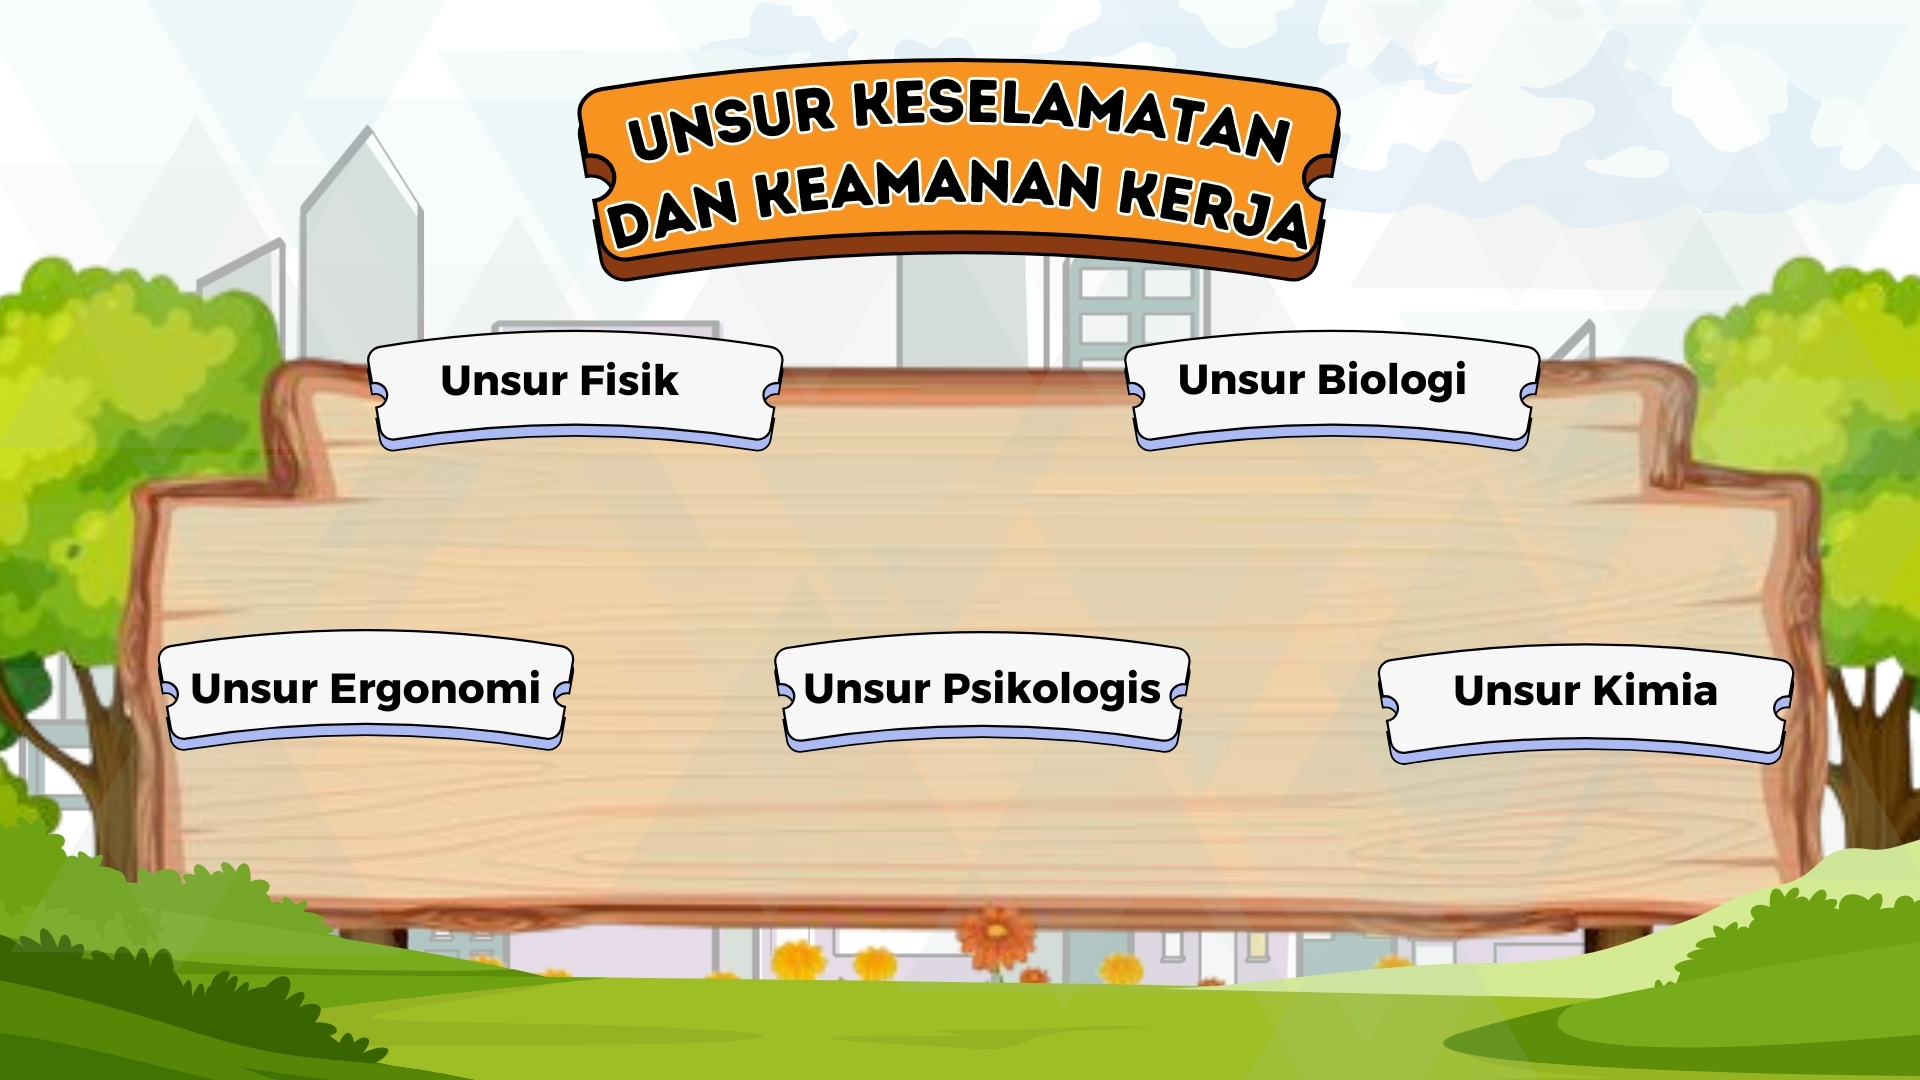 UNSUR KESELAMATAN
DAN KEAMANAN KERJA
Unsur Fisik
Unsur Biologi
Unsur Ergonomi
Unsur Psikologis
Unsur Kimia